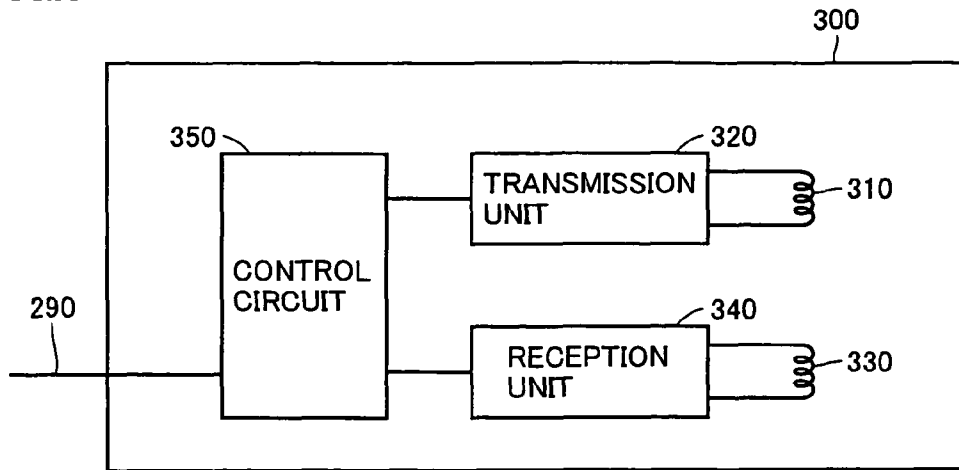 300
350
320
TRANSMISSION
UNIT
310
CONTROL
CIRCUIT
290
340
RECEPTION
UNIT
330